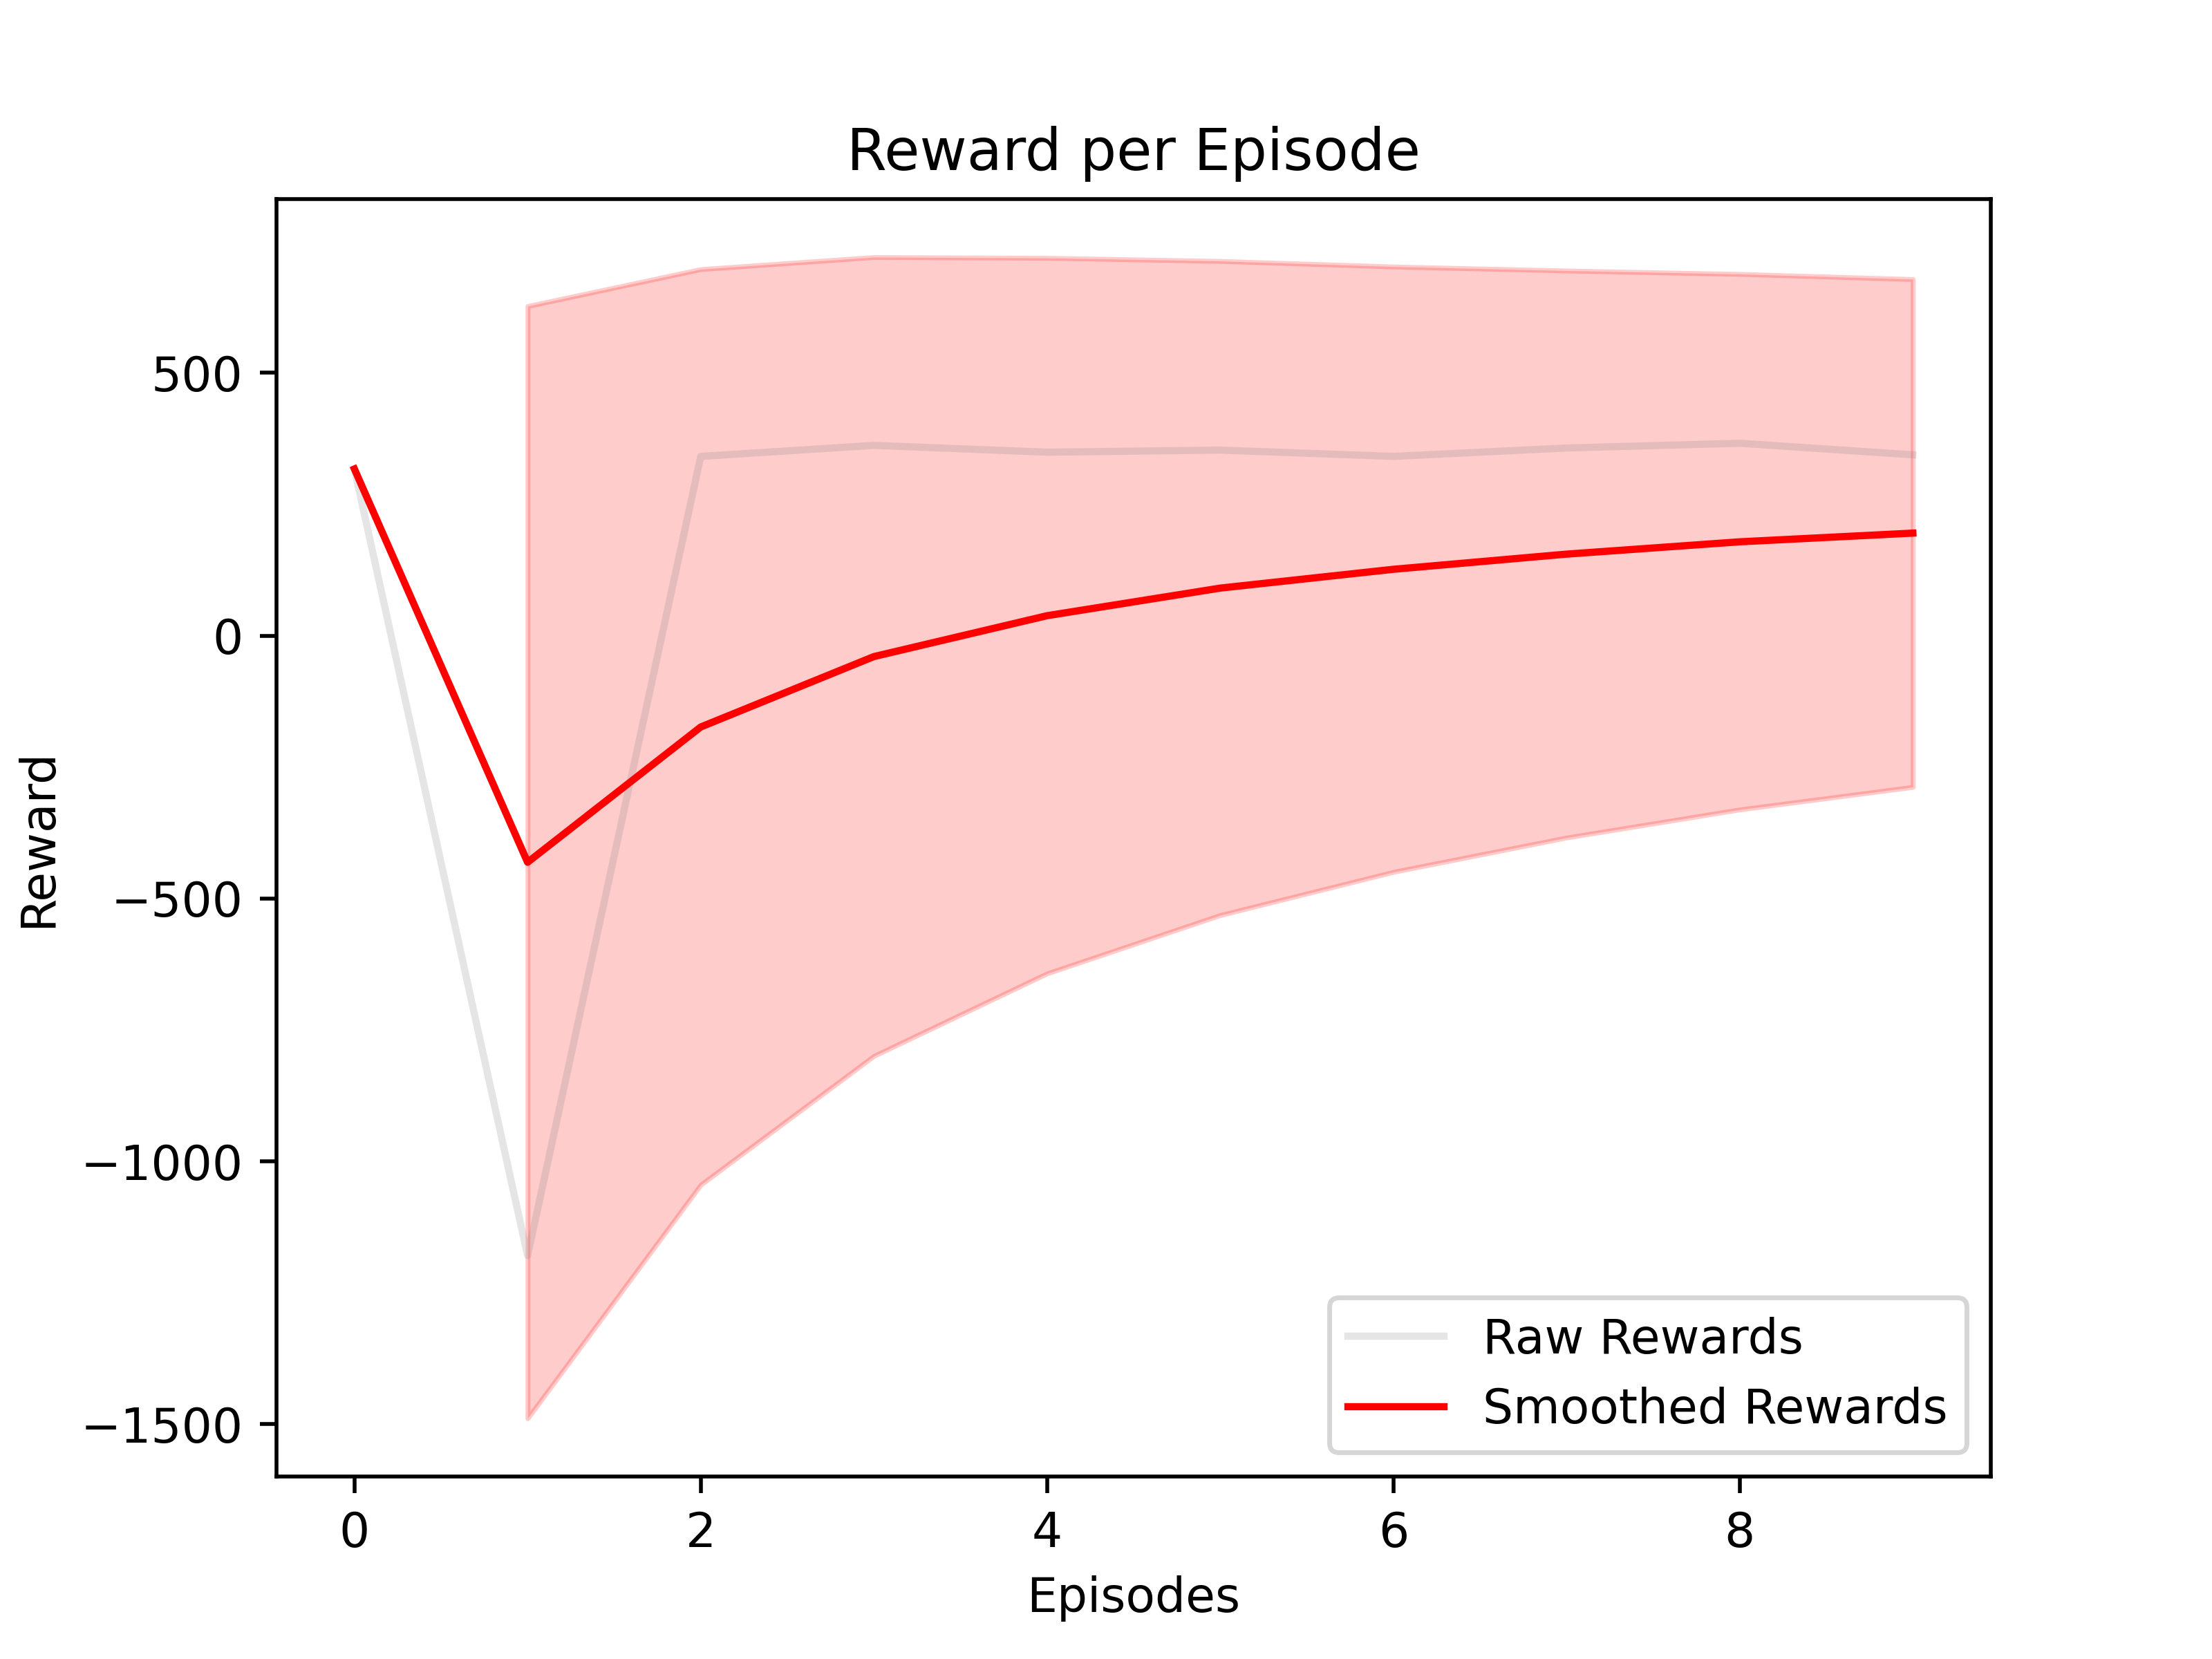 Reward per Episode
500
0
−500
−1000
−1500
Reward
0 2 4 6 8
Episodes
Raw Rewards
Smoothed Rewards